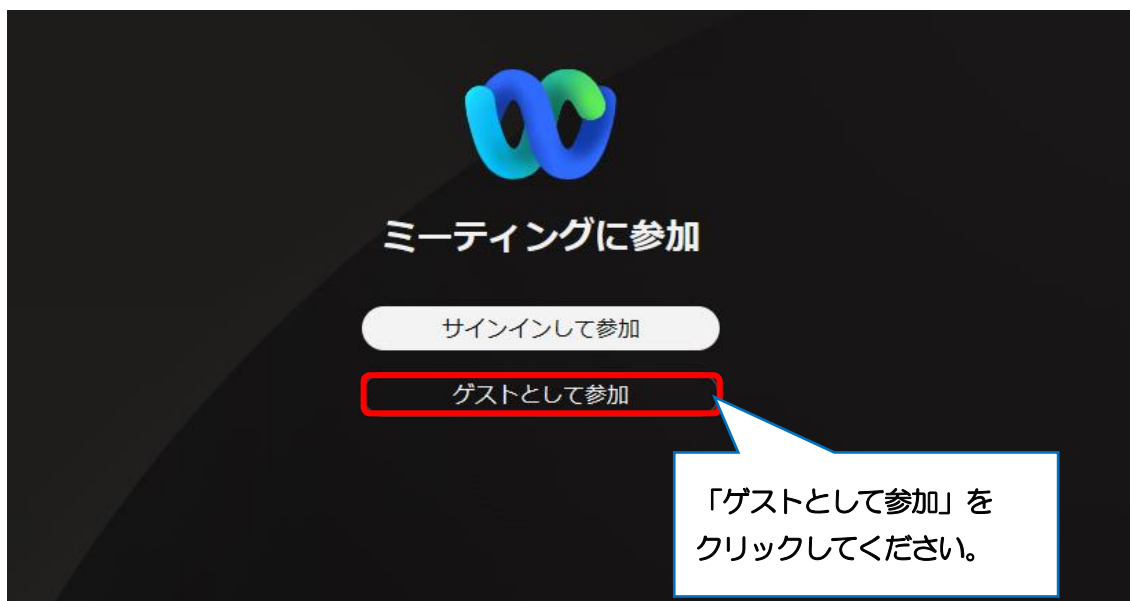 ミーティングに参加
サインインして参加
ゲストとして参加
「ゲストとして参加」を
クリックしてください。